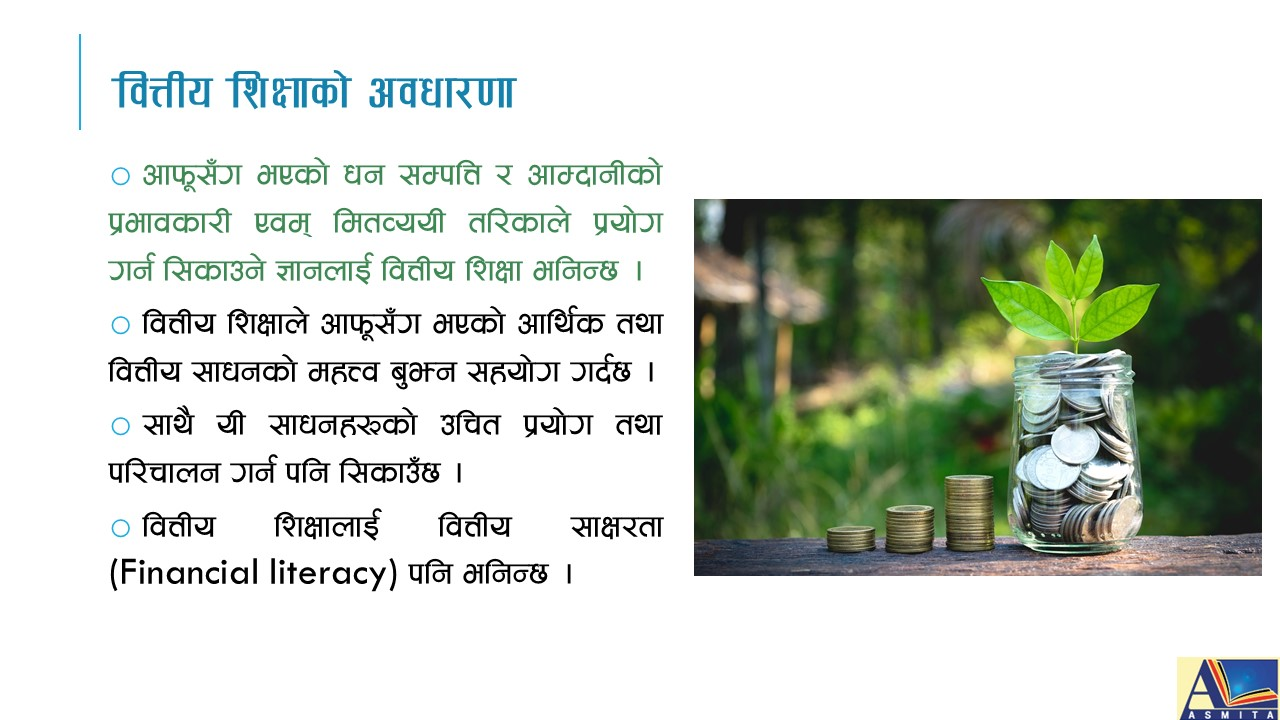 वित्तीय शिक्षाको अवधारणा
○ आफूसँग भएको धन सम्पत्ति र आम्दानीको
प्रभावकारी एवम् मितव्ययी तरिकाले प्रयोग
गर्न सिकाउने ज्ञानलाई वित्तीय शिक्षा भनिन्छ ।
○ वित्तीय शिक्षाले आफूसँग भएको आर्थिक तथा
वित्तीय साधनको महत्त्व बुझ्न सहयोग गर्दछ ।
○ साथै यी साधनहरुको उचित प्रयोग तथा
परिचालन गर्न पनि सिकाउँछ ।
○ वित्तीय शिक्षालाई वित्तीय साक्षरता
(Financial literacy) पनि भनिन्छ ।
ASMITA